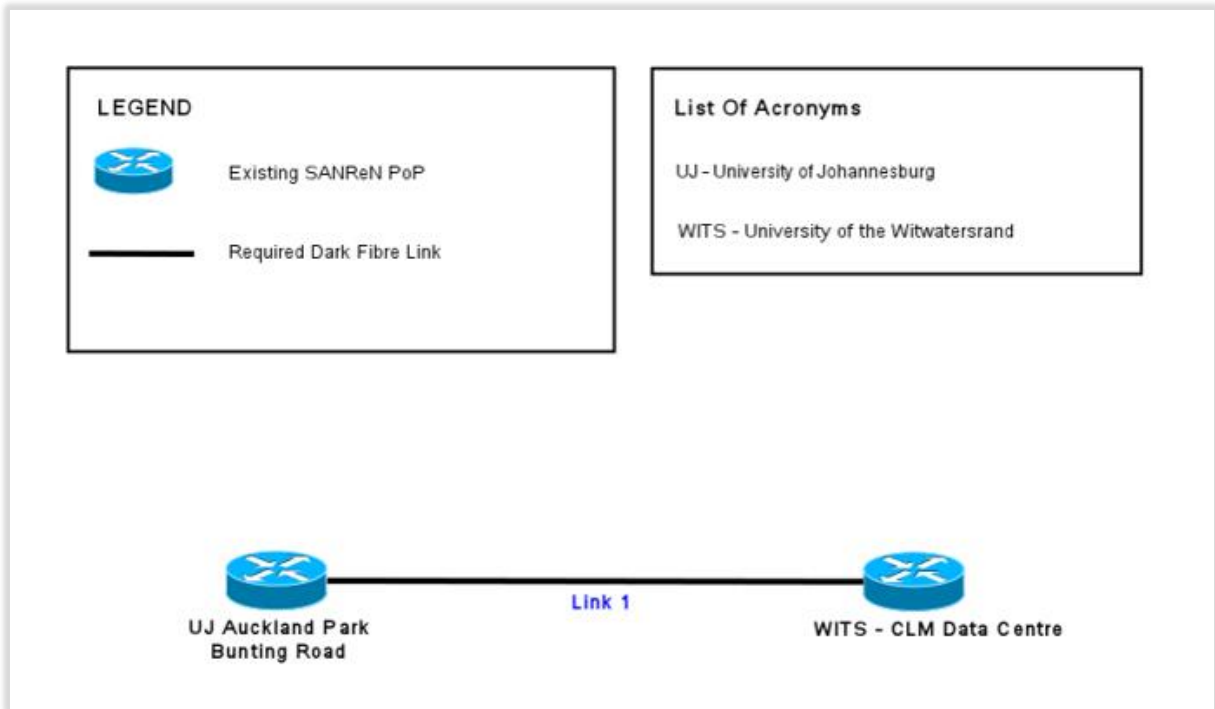 LEGEND
Existing SANReN PoP
Required Dark Fibre Link
List Of Acronyms
UJ - University of Johannesburg
WITS - University of the Witwatersrand
Link 1
UJ Auckland Park
Bunting Road
WITS - CLM Data Centre